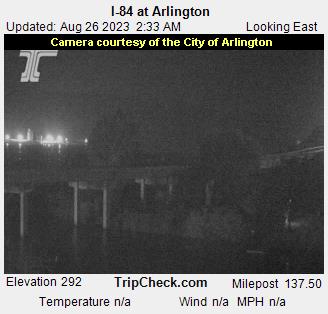 I-84 at Arlington
Updated: Aug 26 2023 2:33 AM Looking East
Camera courtesy of the City of Arlington
Elevation 292 TripCheck.com Milepost 137.50
Temperature n/a Wind n/a MPH n/a